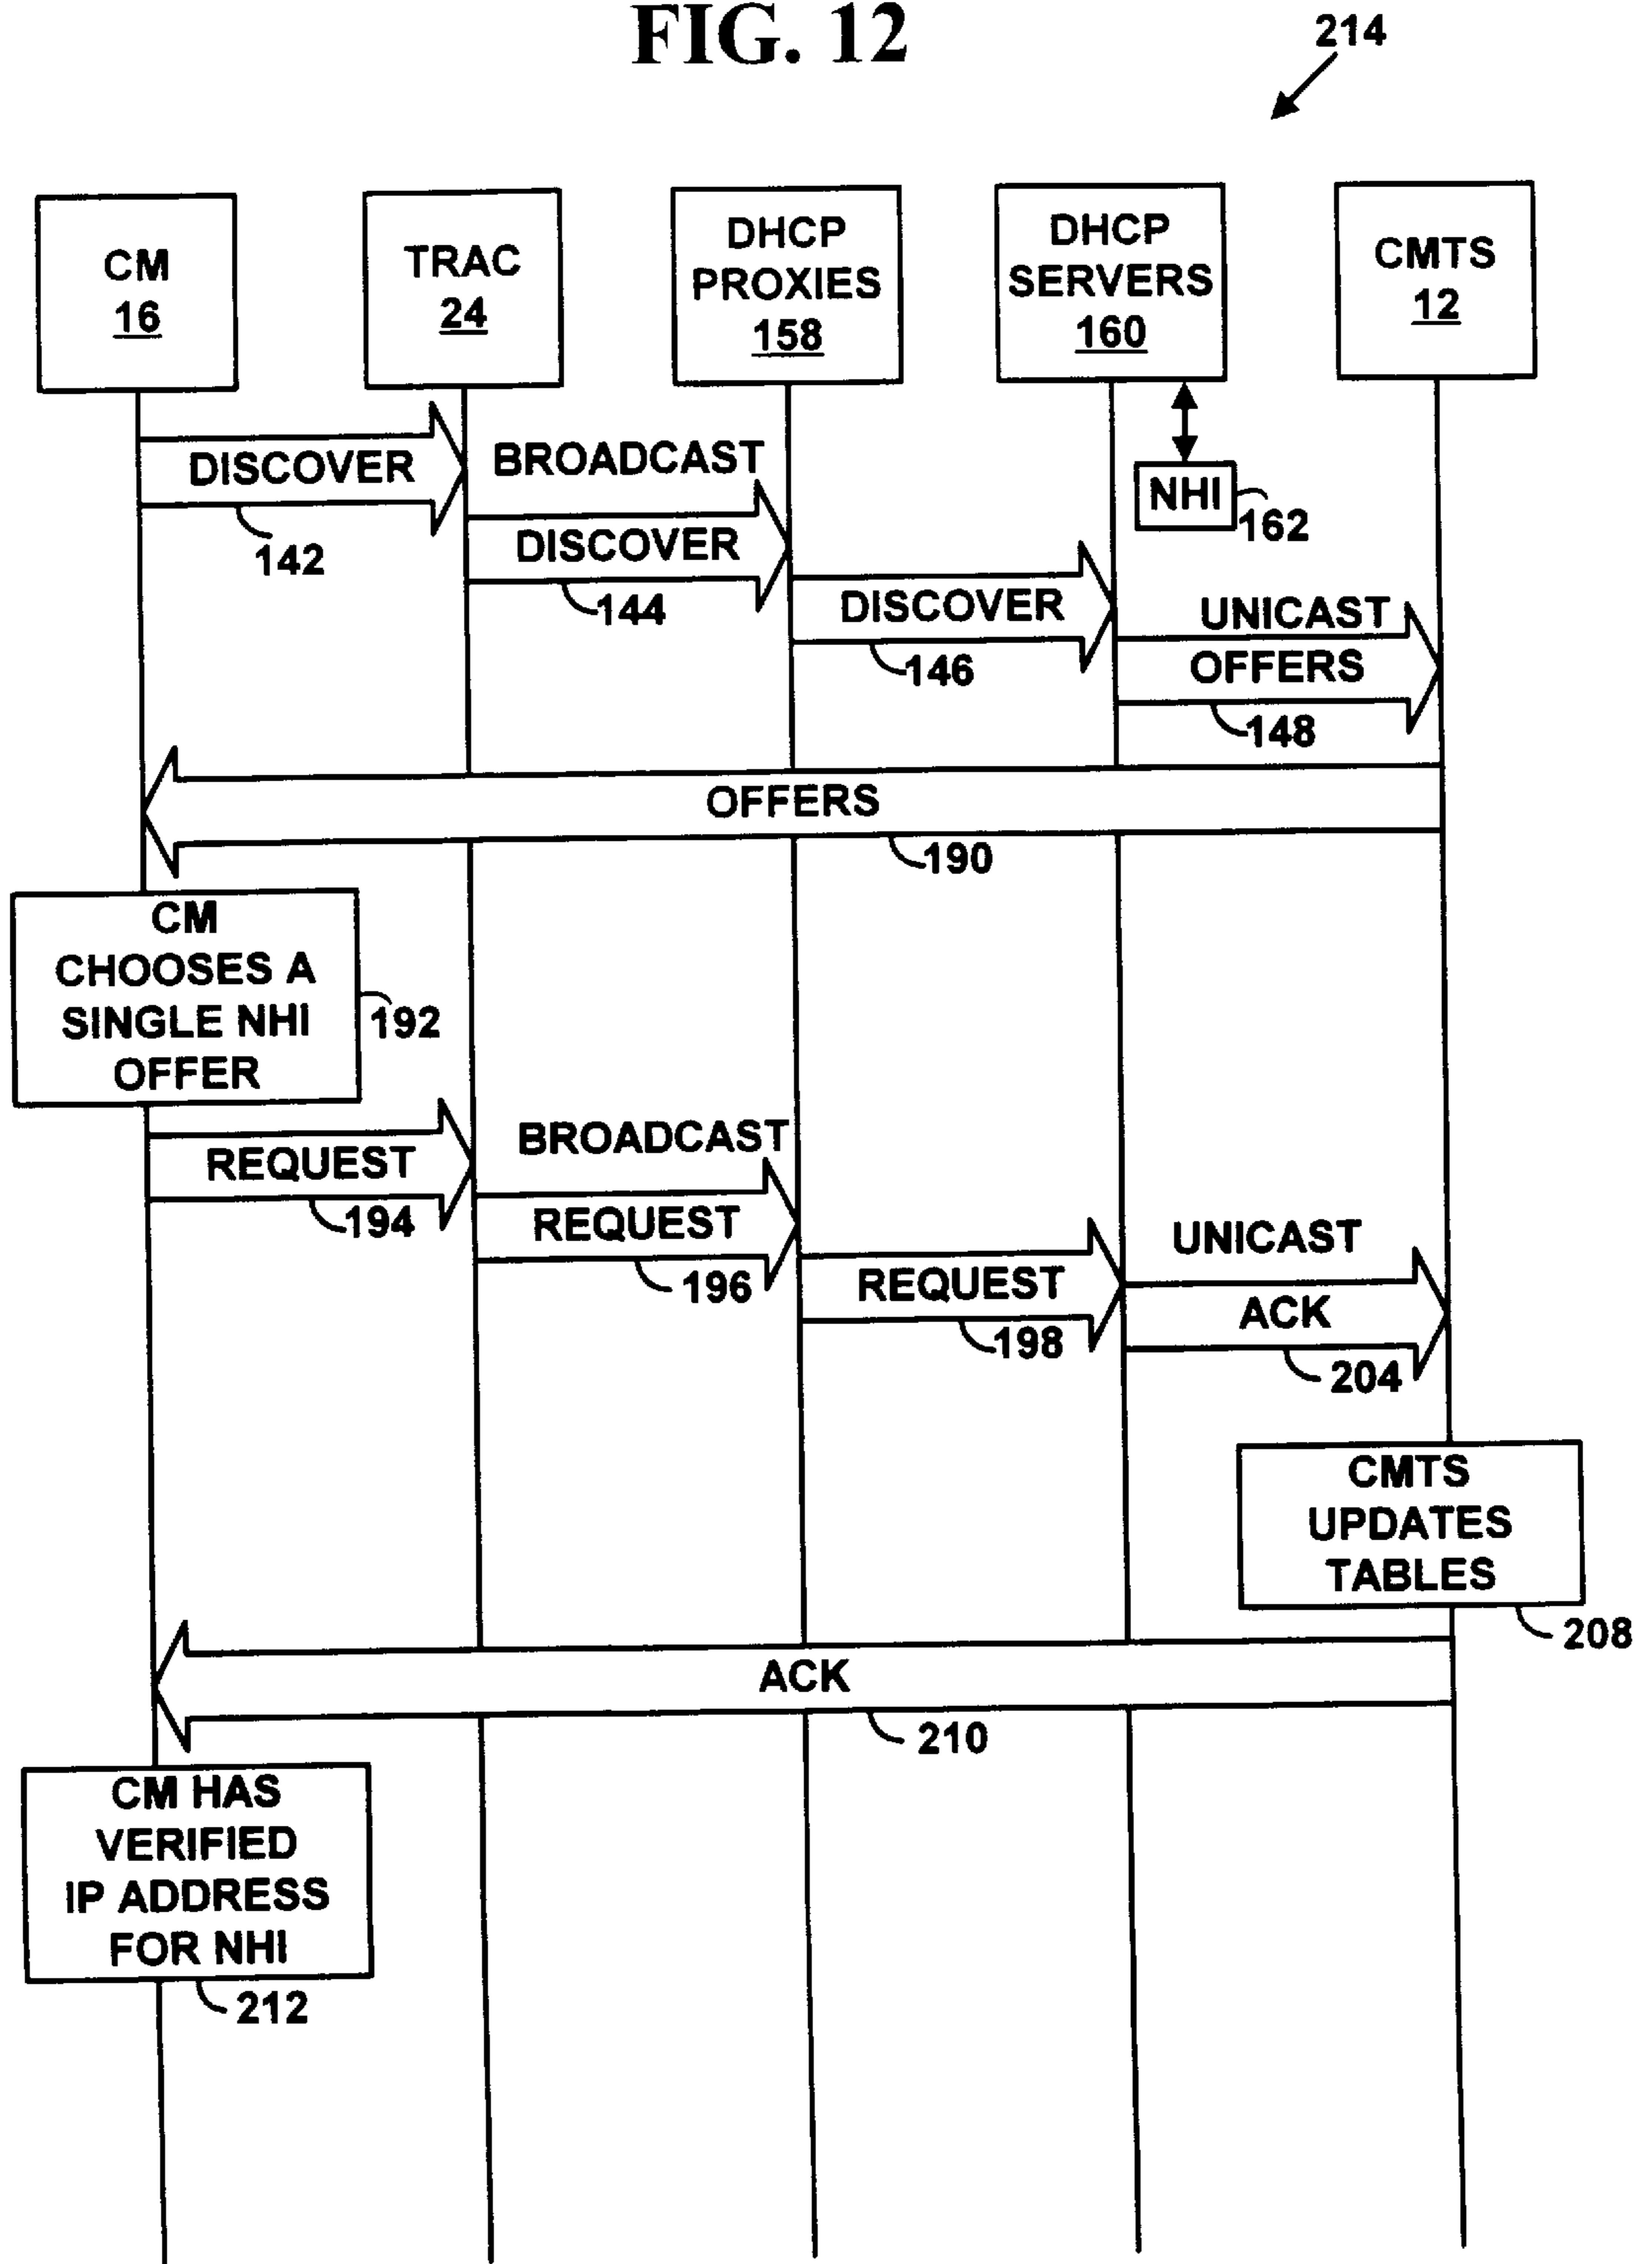 FIG. 12
214
CM
16
TRAC
24
DHCP
PROXIES
158
DHCP
SERVERS
160
CMTS
12
DISCOVER
142
BROADCAST
DISCOVER
144
NHI
162
DISCOVER
146
UNICAST
OFFERS
148
OFFERS
190
CM
CHOOSES A
SINGLE NHI
OFFER
192
REQUEST
194
BROADCAST
REQUEST
196
REQUEST
198
UNICAST
ACK
204
CMTS
UPDATES
TABLES
208
ACK
210
CM HAS
VERIFIED
IP ADDRESS
FOR NHI
212